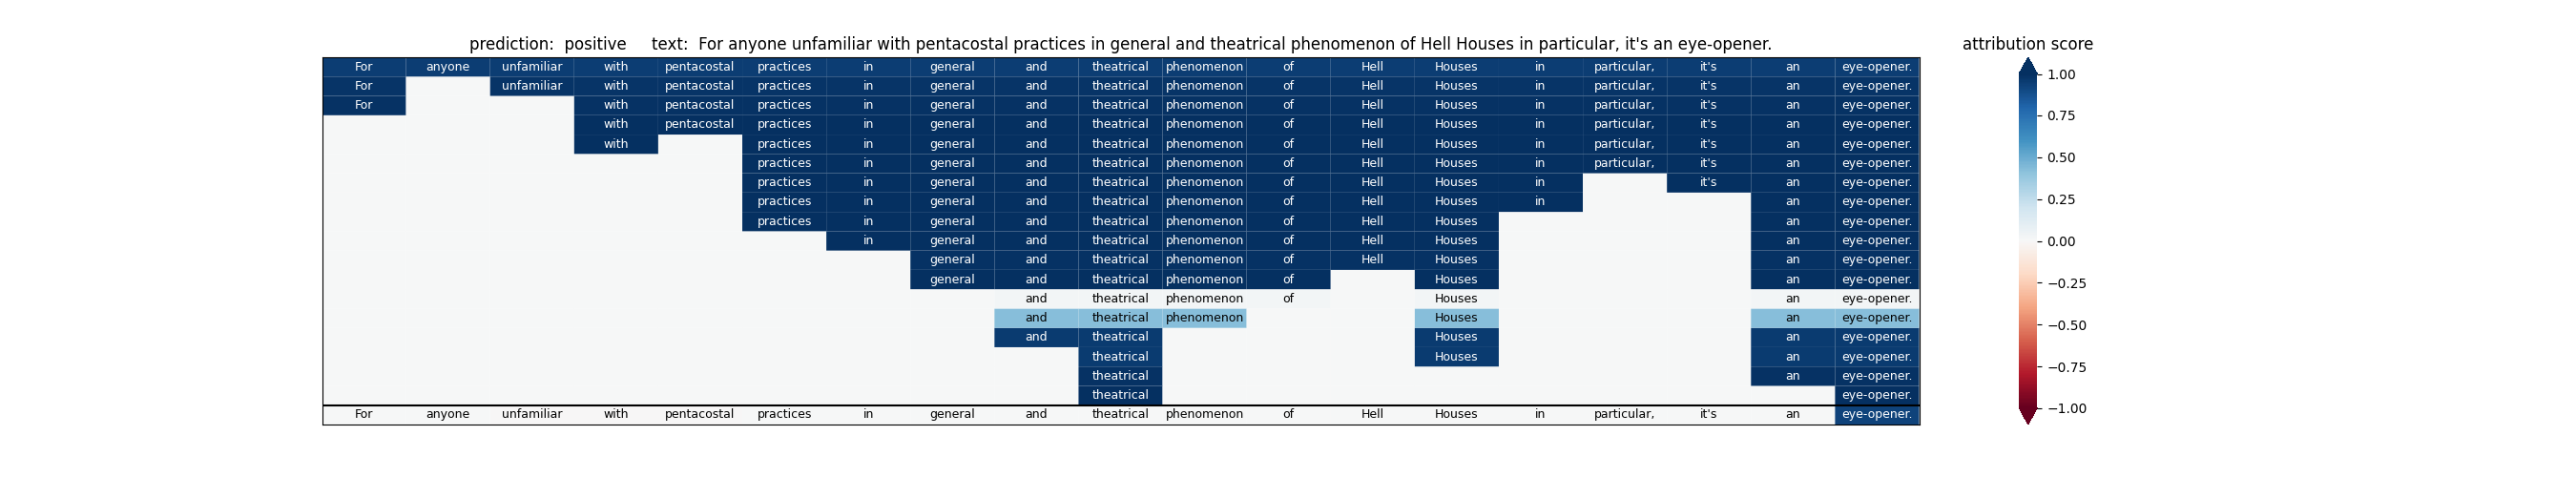 prediction: positive text: For anyone unfamiliar with pentacostal practices in general and theatrical phenomenon of Hell Houses in particular, it's an eye-opener.
attribution score
For anyone unfamiliar with pentacostal practices in general and theatrical phenomenon of Hell Houses in particular, it's an eye-opener.
For unfamiliar with pentacostal practices in general and theatrical phenomenon of Hell Houses in particular, it's an eye-opener.
For with pentacostal practices in general and theatrical phenomenon of Hell Houses in particular, it's an eye-opener.
with pentacostal practices in general and theatrical phenomenon of Hell Houses in particular, it's an eye-opener.
with practices in general and theatrical phenomenon of Hell Houses in particular, it's an eye-opener.
practices in general and theatrical phenomenon of Hell Houses in particular, it's an eye-opener.
practices in general and theatrical phenomenon of Hell Houses in it's an eye-opener.
practices in general and theatrical phenomenon of Hell Houses in an eye-opener.
practices in general and theatrical phenomenon of Hell Houses an eye-opener.
in general and theatrical phenomenon of Hell Houses an eye-opener.
general and theatrical phenomenon of Hell Houses an eye-opener.
general and theatrical phenomenon of Houses an eye-opener.
and theatrical phenomenon of Houses an eye-opener.
and theatrical phenomenon Houses an eye-opener.
and theatrical Houses an eye-opener.
theatrical Houses an eye-opener.
theatrical an eye-opener.
theatrical eye-opener.
For anyone unfamiliar with pentacostal practices in general and theatrical phenomenon of Hell Houses in particular, it's an eye-opener.
1.00
0.75
0.50
0.25
0.00
−0.25
−0.50
−0.75
−1.00